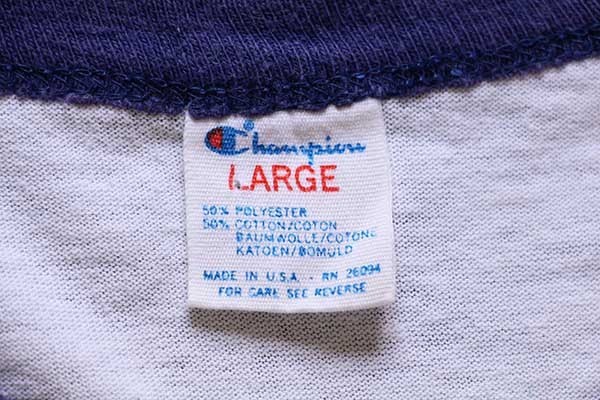 Champion
LARGE
50% POLYESTER
50% COTTON/COTON
BAUMWOLLE/COTONE
KATOEN/BOMULD
MADE IN U.S.A. - RN 26094
FOR CARE SEE REVERSE